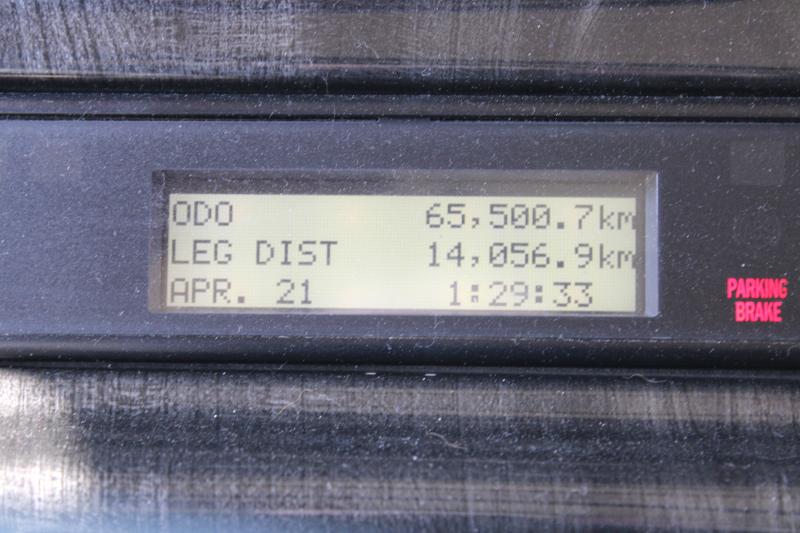 ODO 65,500.7km
LEG DIST 14,056.9km
APR. 21 1:29:33
PARKING
BRAKE